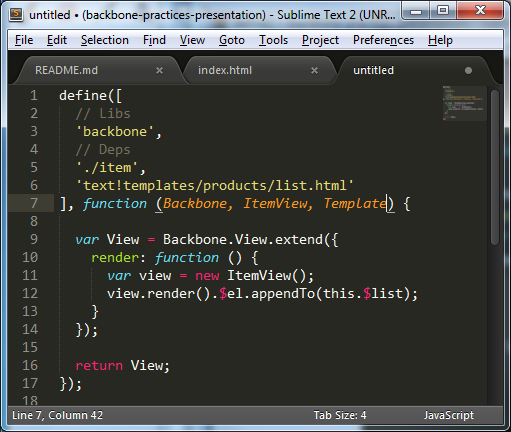 untitled • (backbone-practices-presentation) - Sublime Text 2 (UNR...
File Edit Selection Find View Goto Tools Project Preferences Help
README.md × index.html × untitled
1 define([
2   // Libs
3   'backbone',
4   // Deps
5   './item',
6   'text!templates/products/list.html'
7 ], function (Backbone, ItemView, Template) {
8
9   var View = Backbone.View.extend({
10     render: function () {
11       var view = new ItemView();
12       view.render().$el.appendTo(this.$list);
13     }
14   });
15
16   return View;
17 });
18
Line 7, Column 42 Tab Size: 4 JavaScript